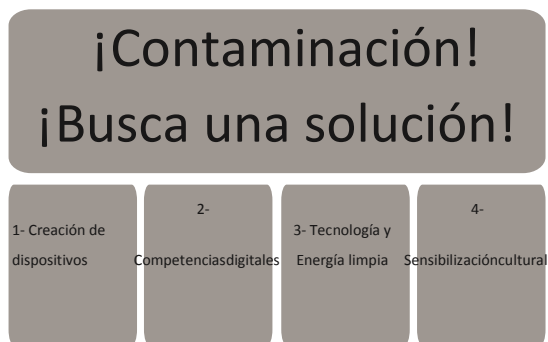 ¡Contaminación!
¡Busca una solución!
1- Creación de
dispositivos
2-
Competenciasdigitales
3- Tecnología y
Energía limpia
4-
Sensibilizacióncultural